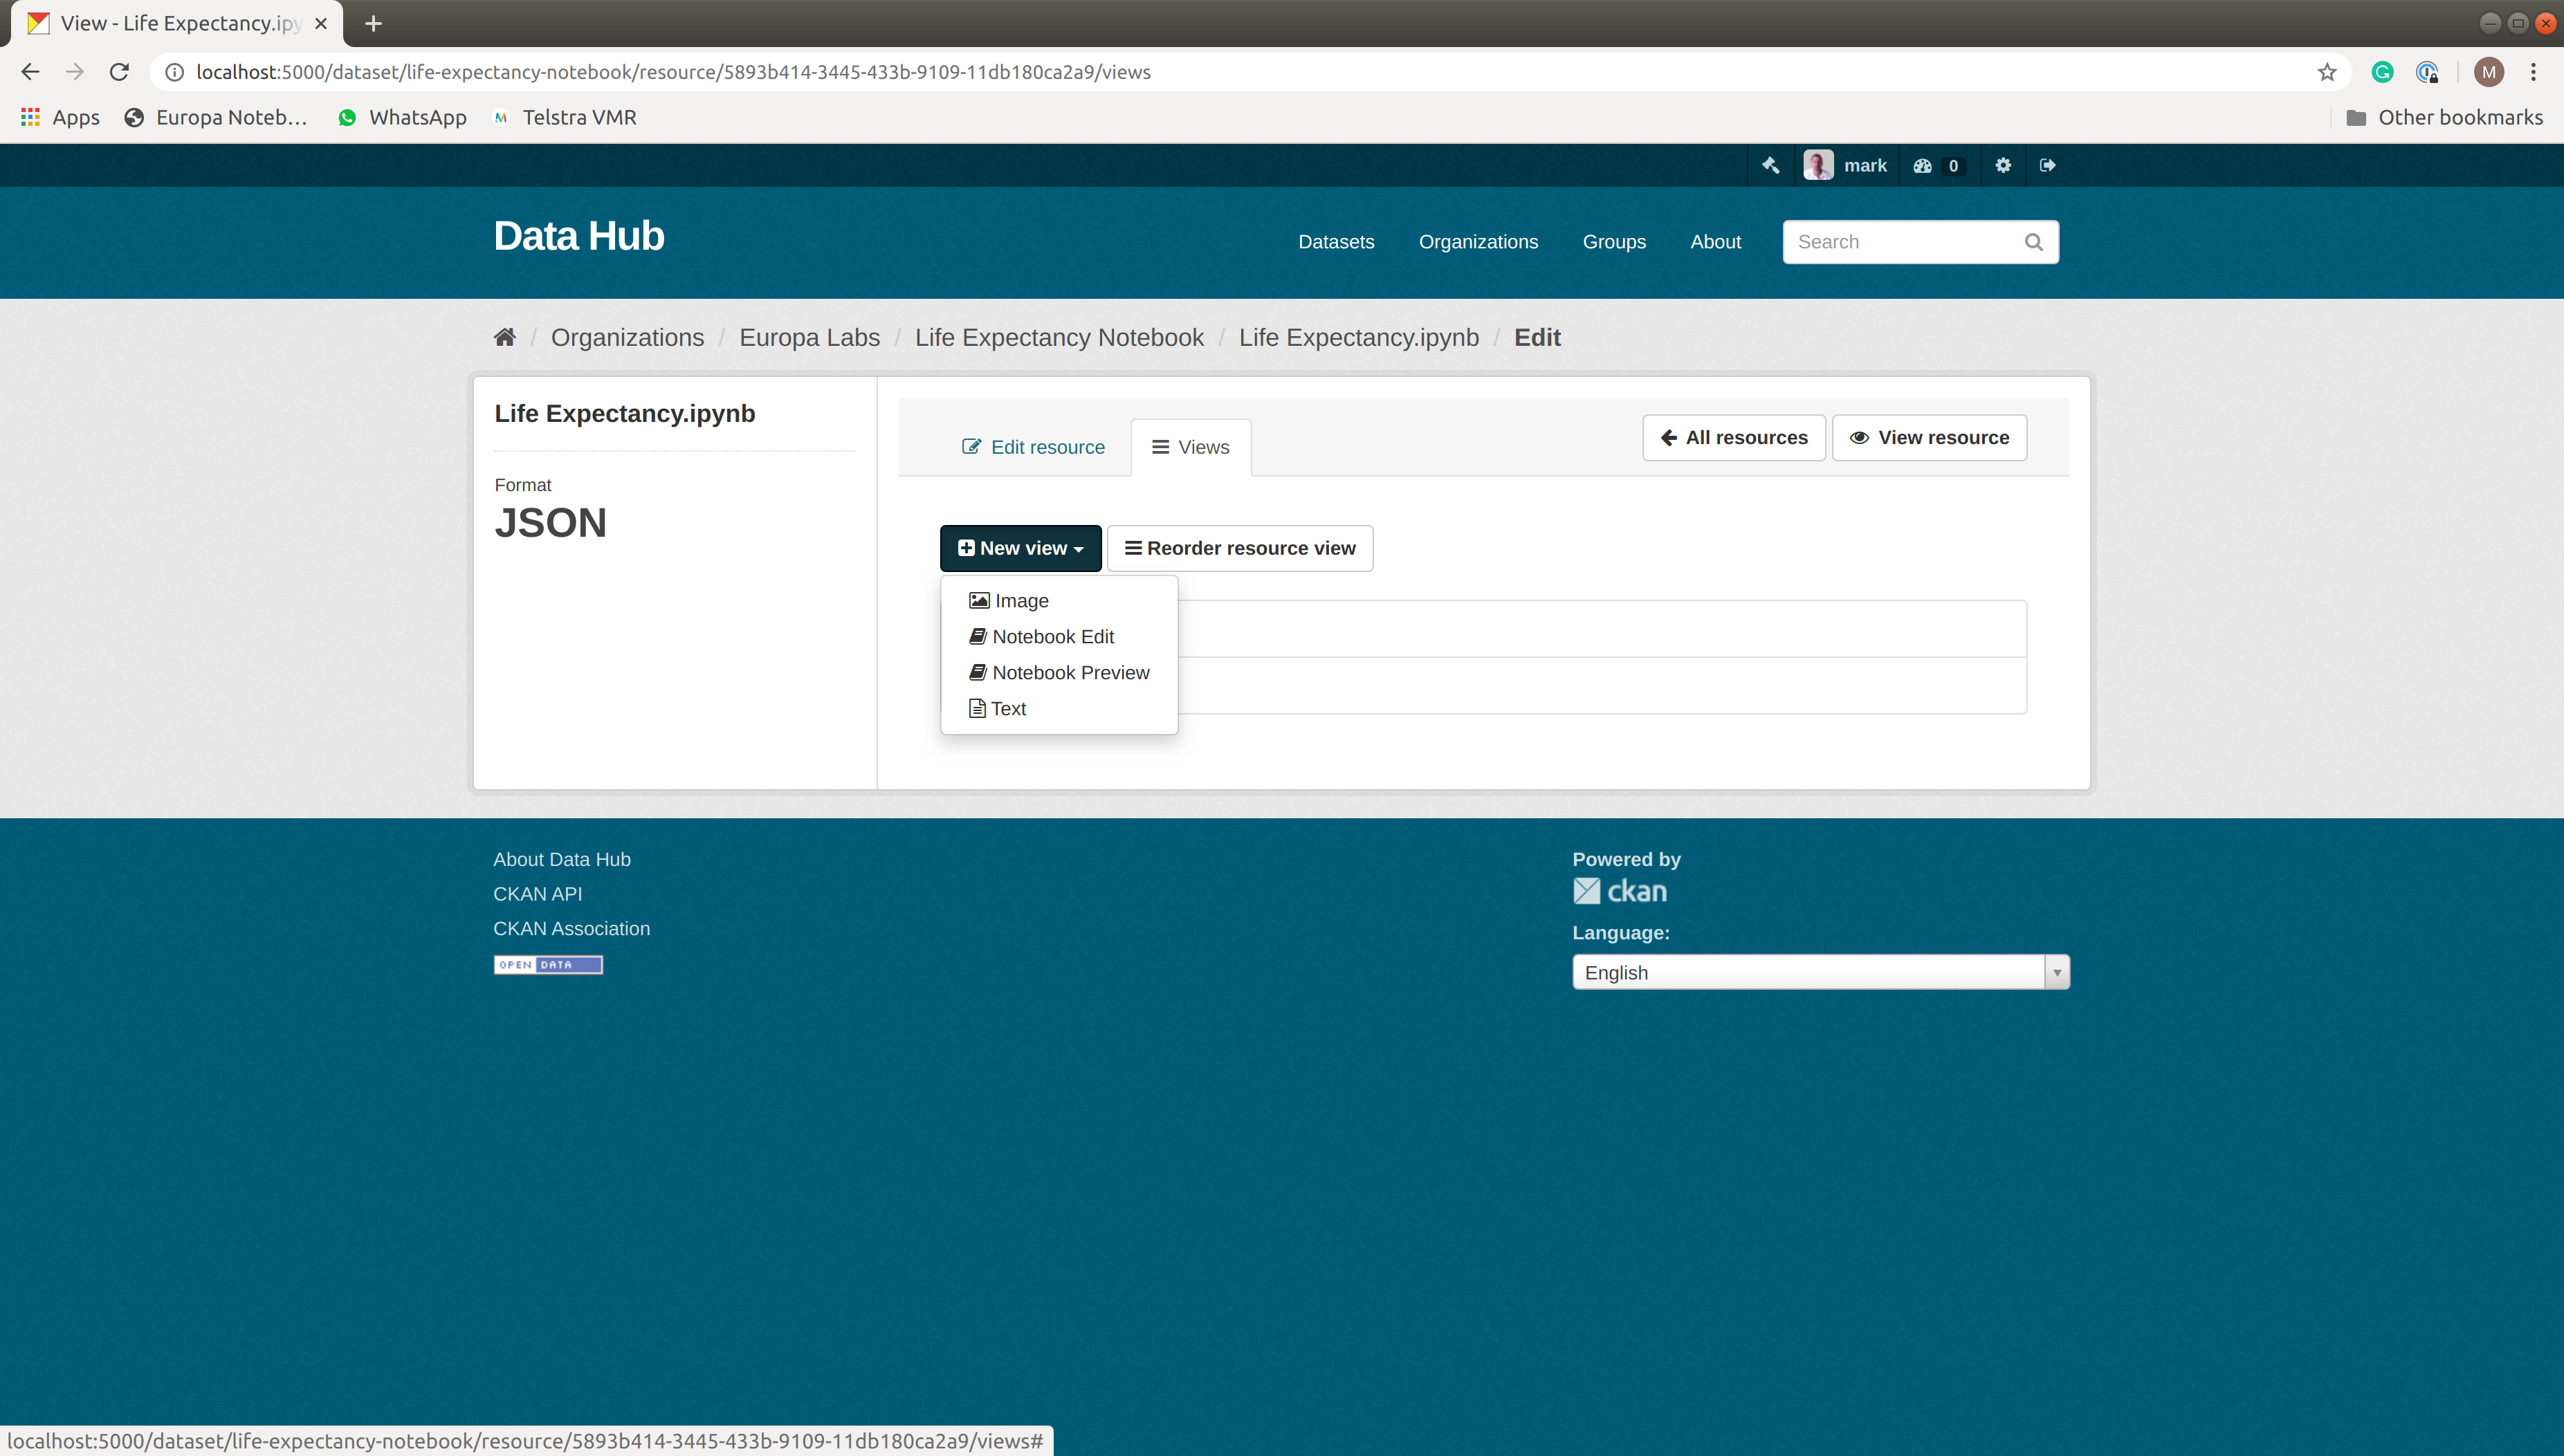 View - Life Expectancy.ipy
localhost:5000/dataset/life-expectancy-notebook/resource/5893b414-3445-433b-9109-11db180ca2a9/views
M
Apps
Europa Noteb...
WhatsApp
Telstra VMR
Other bookmarks
mark
0
Data Hub
Datasets
Organizations
Groups
About
Search
/ Organizations / Europa Labs / Life Expectancy Notebook / Life Expectancy.ipynb / Edit
Life Expectancy.ipynb
Format
JSON
Edit resource
Views
All resources
View resource
New view
Reorder resource view
Image
Notebook Edit
Notebook Preview
Text
About Data Hub
CKAN API
CKAN Association
OPEN DATA
Powered by
ckan
Language:
English
localhost:5000/dataset/life-expectancy-notebook/resource/5893b414-3445-433b-9109-11db180ca2a9/views#